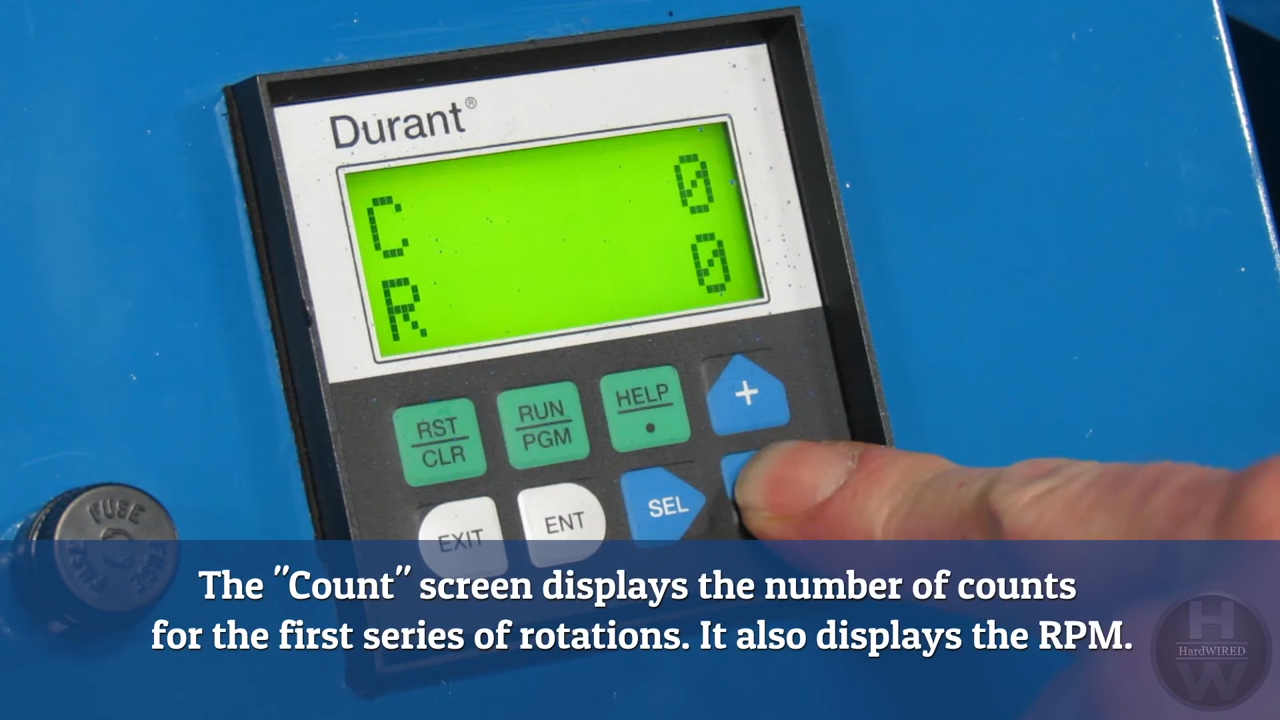 Durant®
C 0
R 0
RST
CLR
RUN
PGM
HELP
•
+
SEL
EXIT
ENT
FUSE
The "Count" screen displays the number of counts
for the first series of rotations. It also displays the RPM.
H
HardWIRED
W